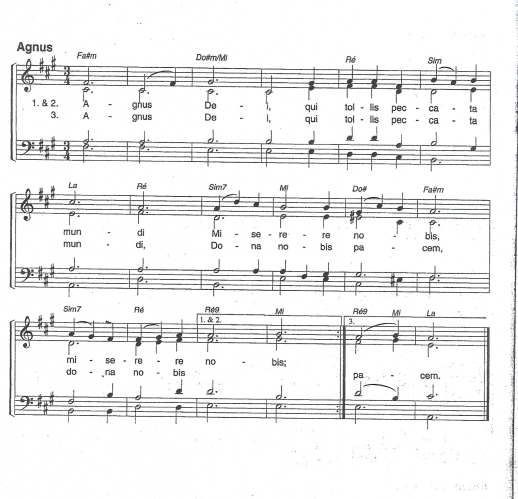 Agnus
Fa#m Do#m/Mi Ré Sim
1. & 2. A - gnus De - i, qui tol - lis pec - ca - ta
3. A - gnus De - i, qui tol - lis pec - ca - ta
La Ré Sim7 Mi Do# Fa#m
mun - di Mi - se - re - re no - bis,
mun - di, Do - na no - bis pa - cem,
Sim7 Ré Ré9 Mi Ré9 Mi La
1. & 2. 3.
mi - se - re - re no - bis;
do - na no - bis pa - cem.